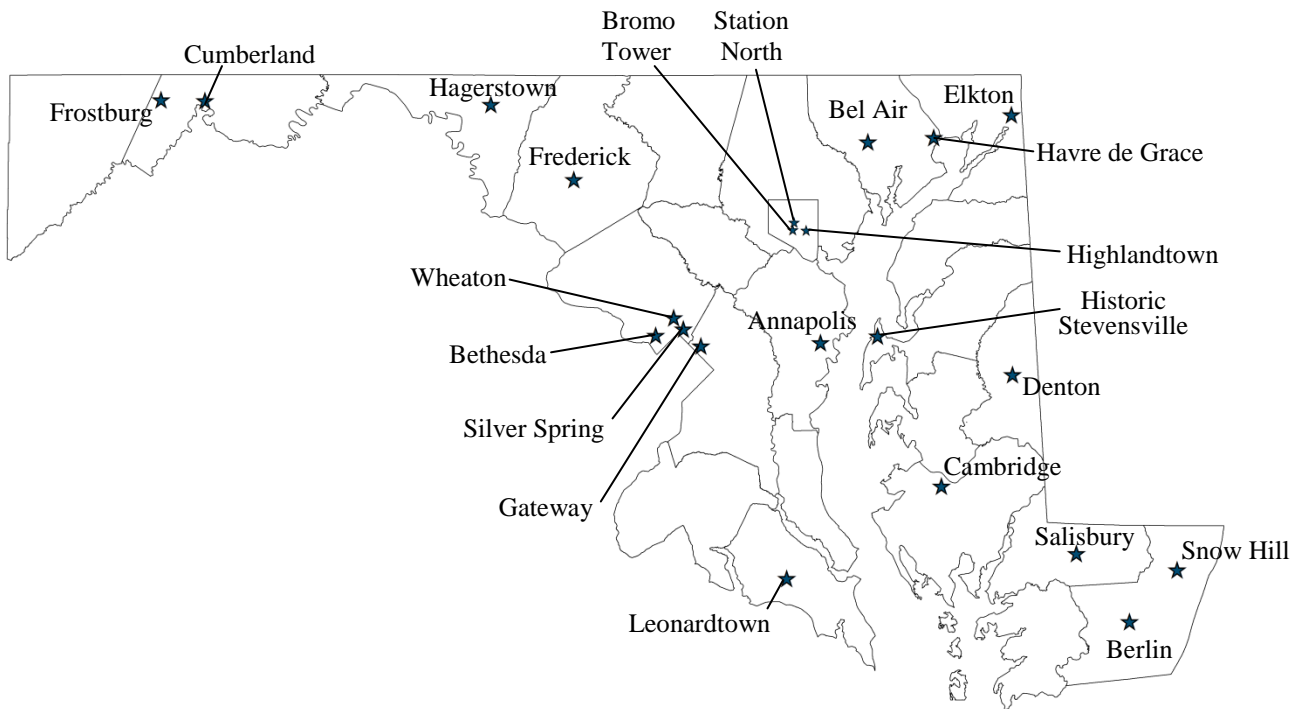 Bromo
Tower
Station
North
Cumberland
Hagerstown
Frostburg
Elkton
Bel Air
Havre de Grace
Frederick
Highlandtown
Wheaton
Historic
Stevensville
Annapolis
Bethesda
Denton
Silver Spring
Cambridge
Gateway
Salisbury
Snow Hill
Leonardtown
Berlin